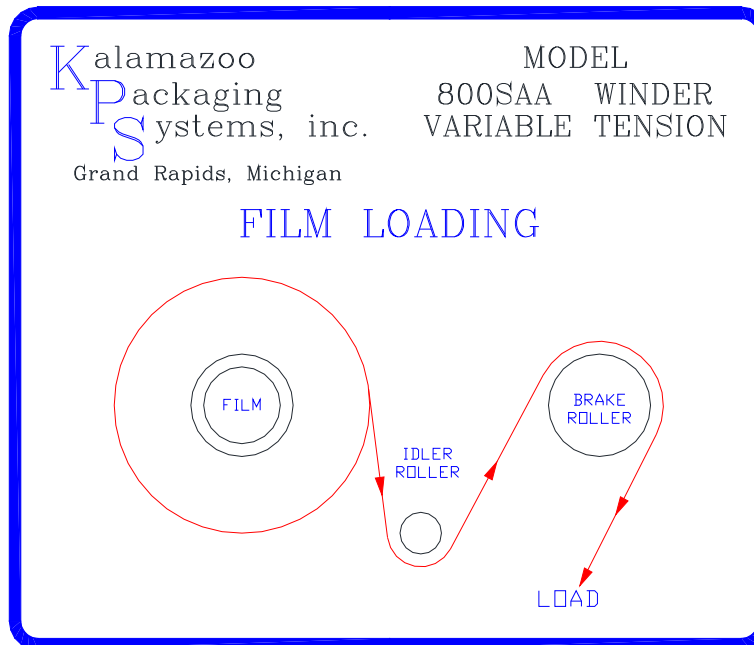 Kalamazoo
Packaging
Systems, inc.
Grand Rapids, Michigan
MODEL
800SAA WINDER
VARIABLE TENSION
FILM LOADING
FILM
IDLER
ROLLER
BRAKE
ROLLER
LOAD